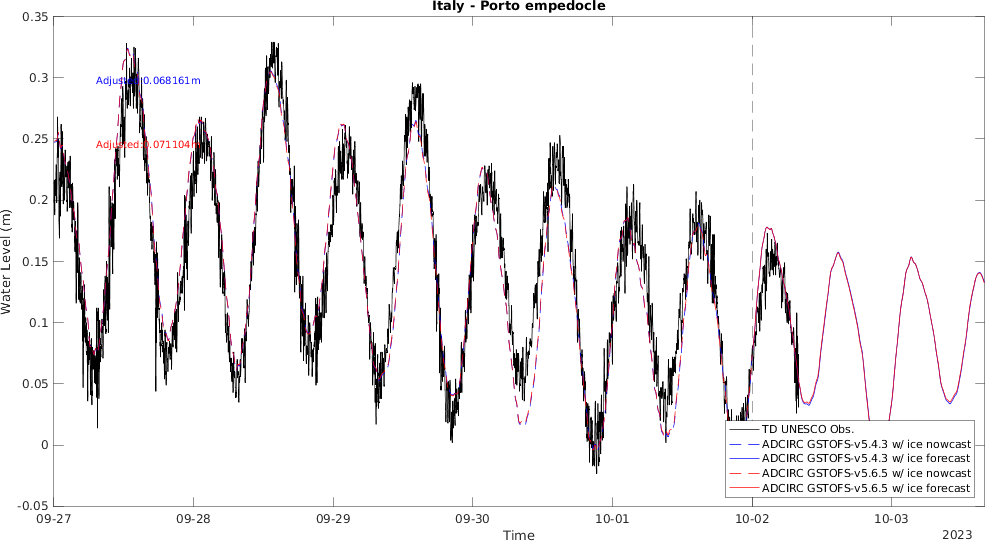 Italy - Porto empedocle
0.35
0.3
0.25
0.2
0.15
0.1
0.05
0
-0.05
Water Level (m)
Adjusted:0.068161m
Adjusted:0.071104m
TD UNESCO Obs.
ADCIRC GSTOFS-v5.4.3 w/ ice nowcast
ADCIRC GSTOFS-v5.4.3 w/ ice forecast
ADCIRC GSTOFS-v5.6.5 w/ ice nowcast
ADCIRC GSTOFS-v5.6.5 w/ ice forecast
09-27 09-28 09-29 09-30 10-01 10-02 10-03
Time
2023